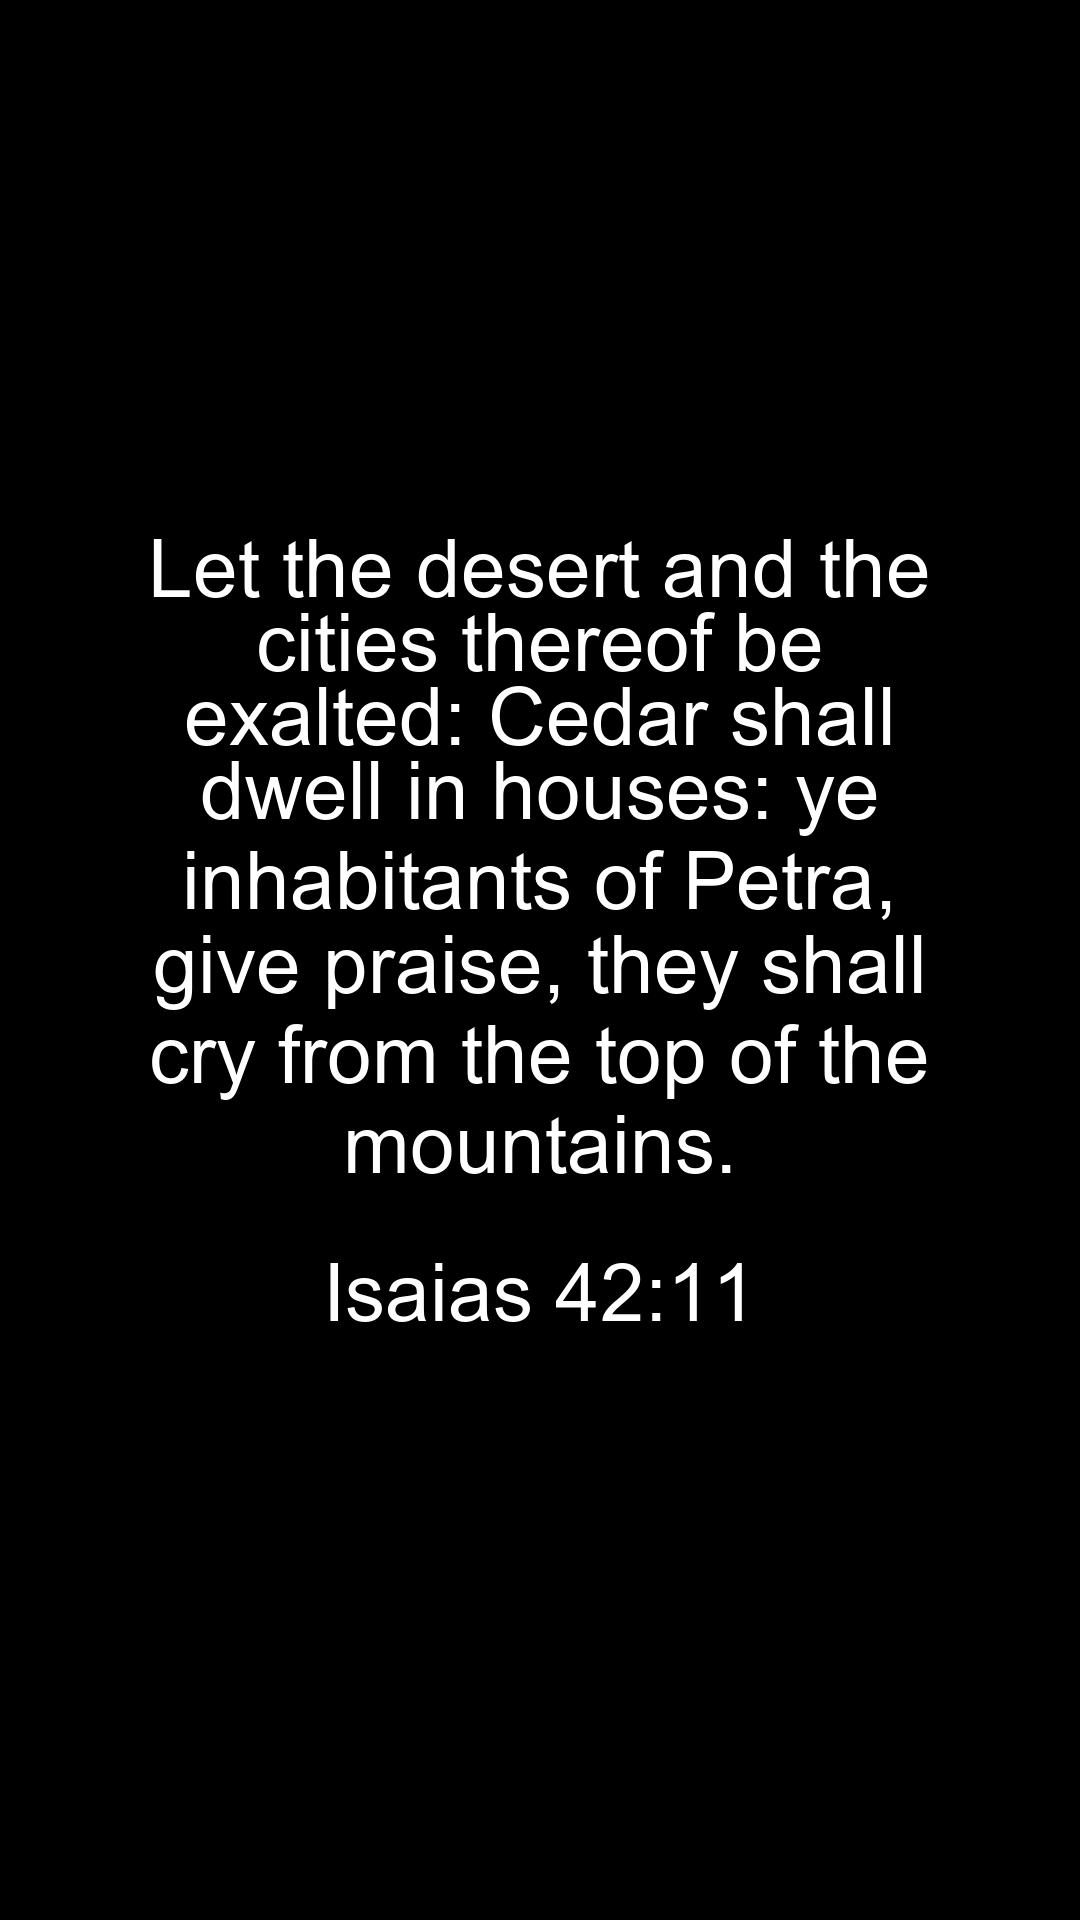 Let the desert and the
cities thereof be
exalted: Cedar shall
dwell in houses: ye
inhabitants of Petra,
give praise, they shall
cry from the top of the
mountains.
Isaias 42:11